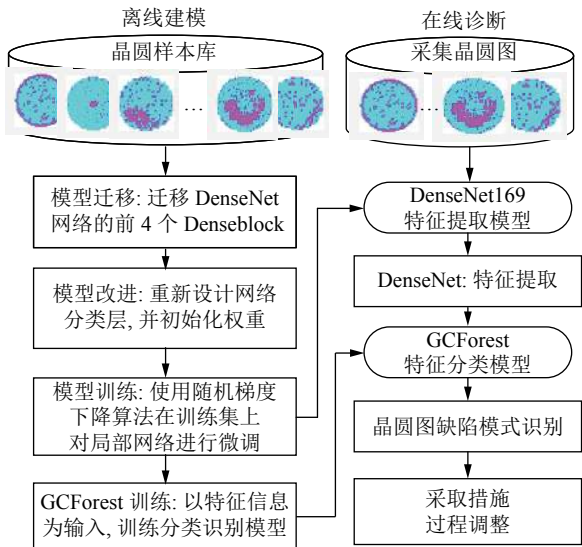 离线建模
晶圆样本库
…
模型迁移: 迁移 DenseNet
网络的前 4 个 Denseblock
模型改进: 重新设计网络
分类层, 并初始化权重
模型训练: 使用随机梯度
下降算法在训练集上
对局部网络进行微调
GCForest 训练: 以特征信息
为输入, 训练分类识别模型
在线诊断
采集晶圆图
…
DenseNet169
特征提取模型
DenseNet: 特征提取
GCForest
特征分类模型
晶圆图缺陷模式识别
采取措施
过程调整